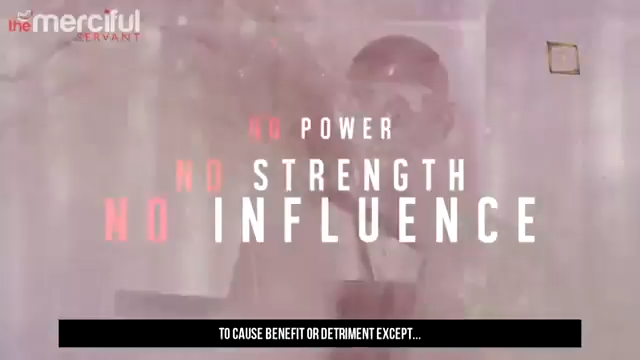 the merciful
SERVANT
NO POWER
NO STRENGTH
NO INFLUENCE
TO CAUSE BENEFIT OR DETRIMENT EXCEPT...